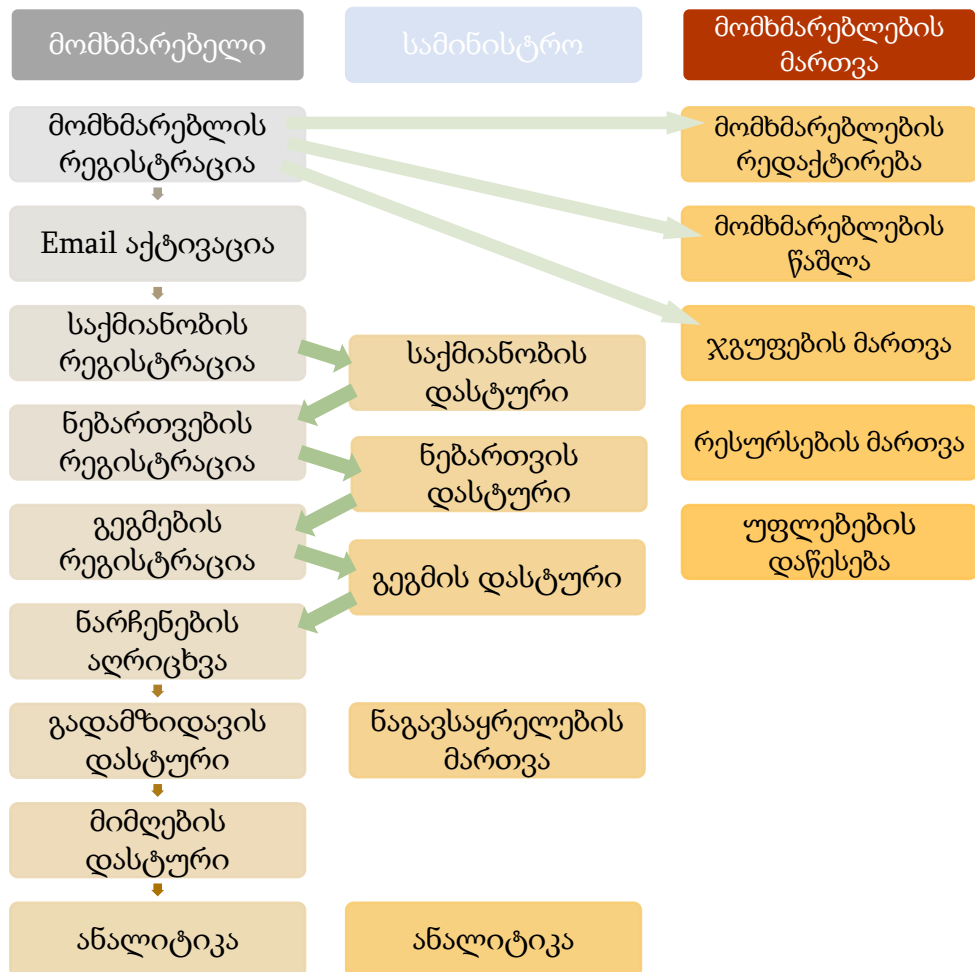 მომხმარებელი
სამინისტრო
მომხმარებლების
მართვა
მომხმარებლის
რეგისტრაცია
Email აქტივაცია
საქმიანობის
რეგისტრაცია
ნებართვების
რეგისტრაცია
გეგმების
რეგისტრაცია
ნარჩენების
აღრიცხვა
გადამზიდავის
დასტური
მიმღების
დასტური
ანალიტიკა
საქმიანობის
დასტური
ნებართვის
დასტური
გეგმის დასტური
ნაგავსაყრელების
მართვა
ანალიტიკა
მომხმარებლების
რედაქტირება
მომხმარებლების
წაშლა
ჯგუფების მართვა
რესურსების მართვა
უფლებების
დაწესება